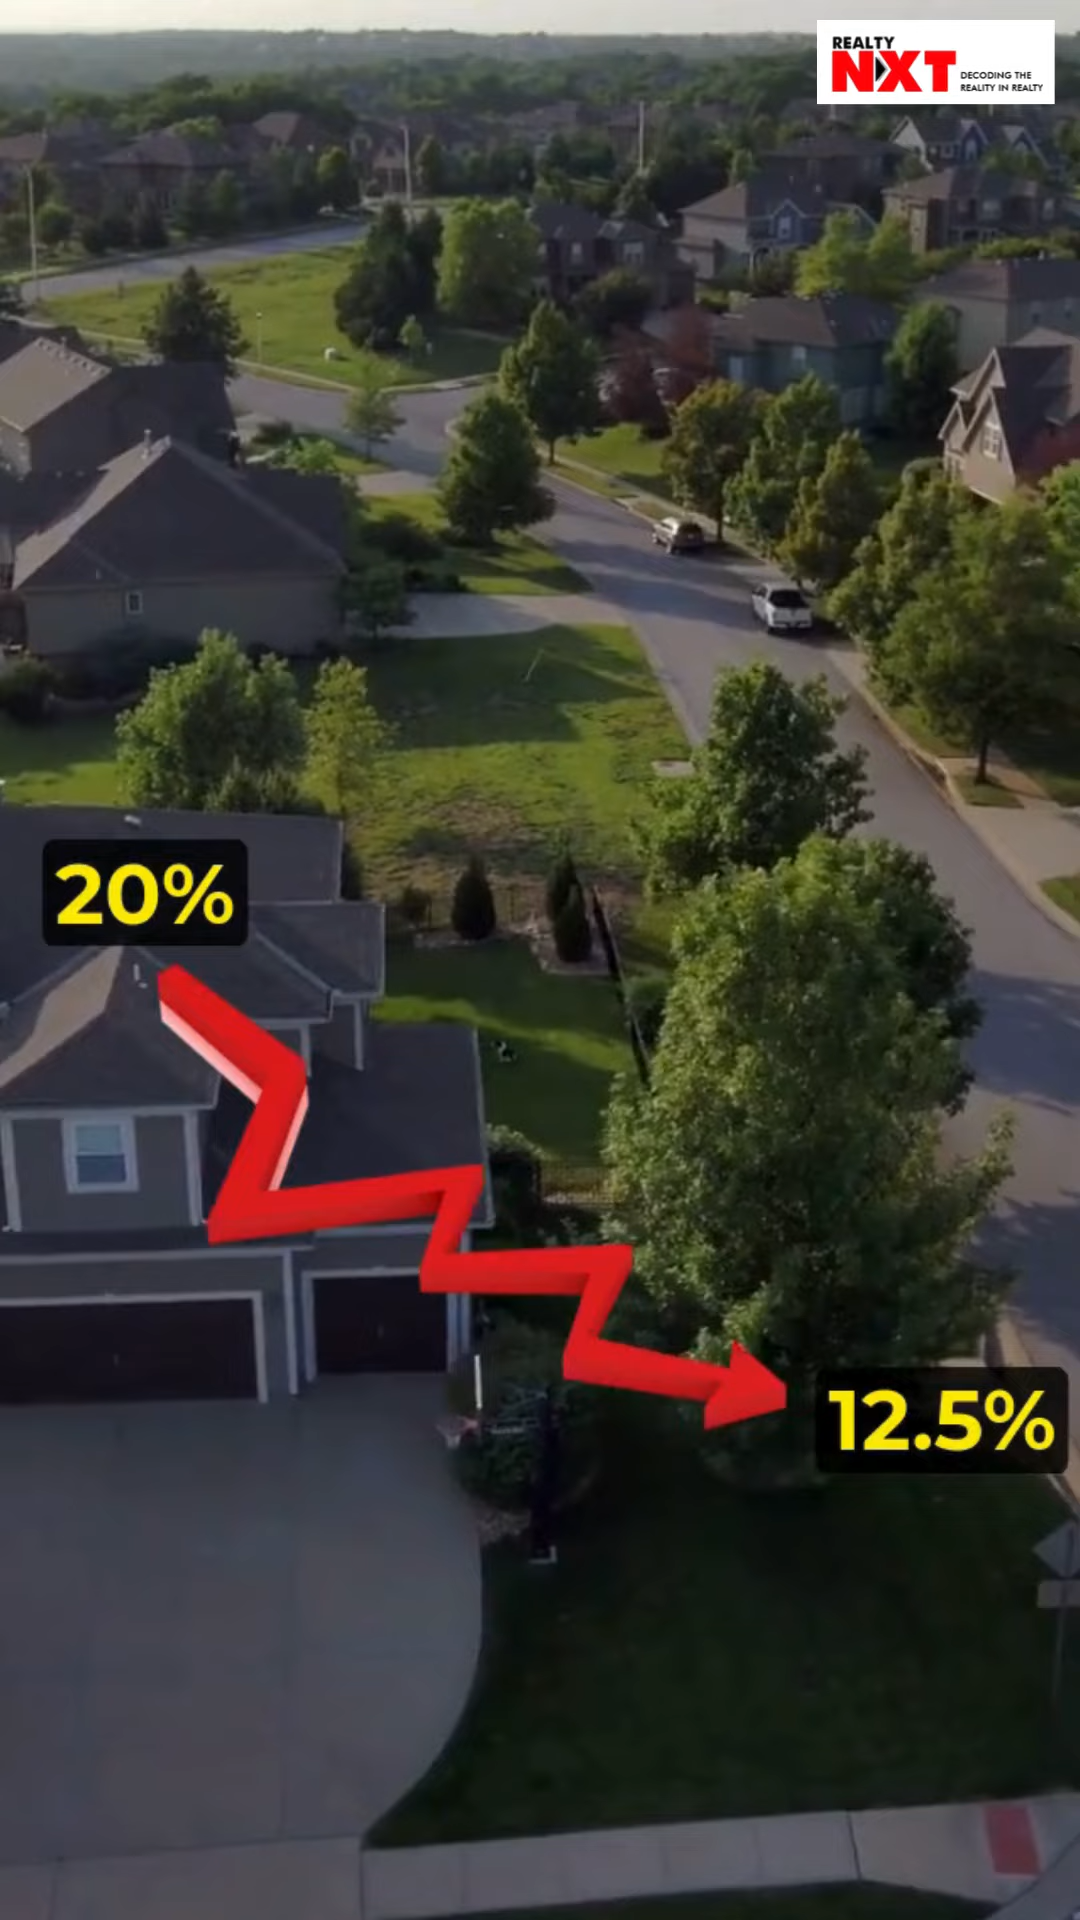 REALTY
NXT
DECODING THE
REALITY IN REALTY
20%
12.5%